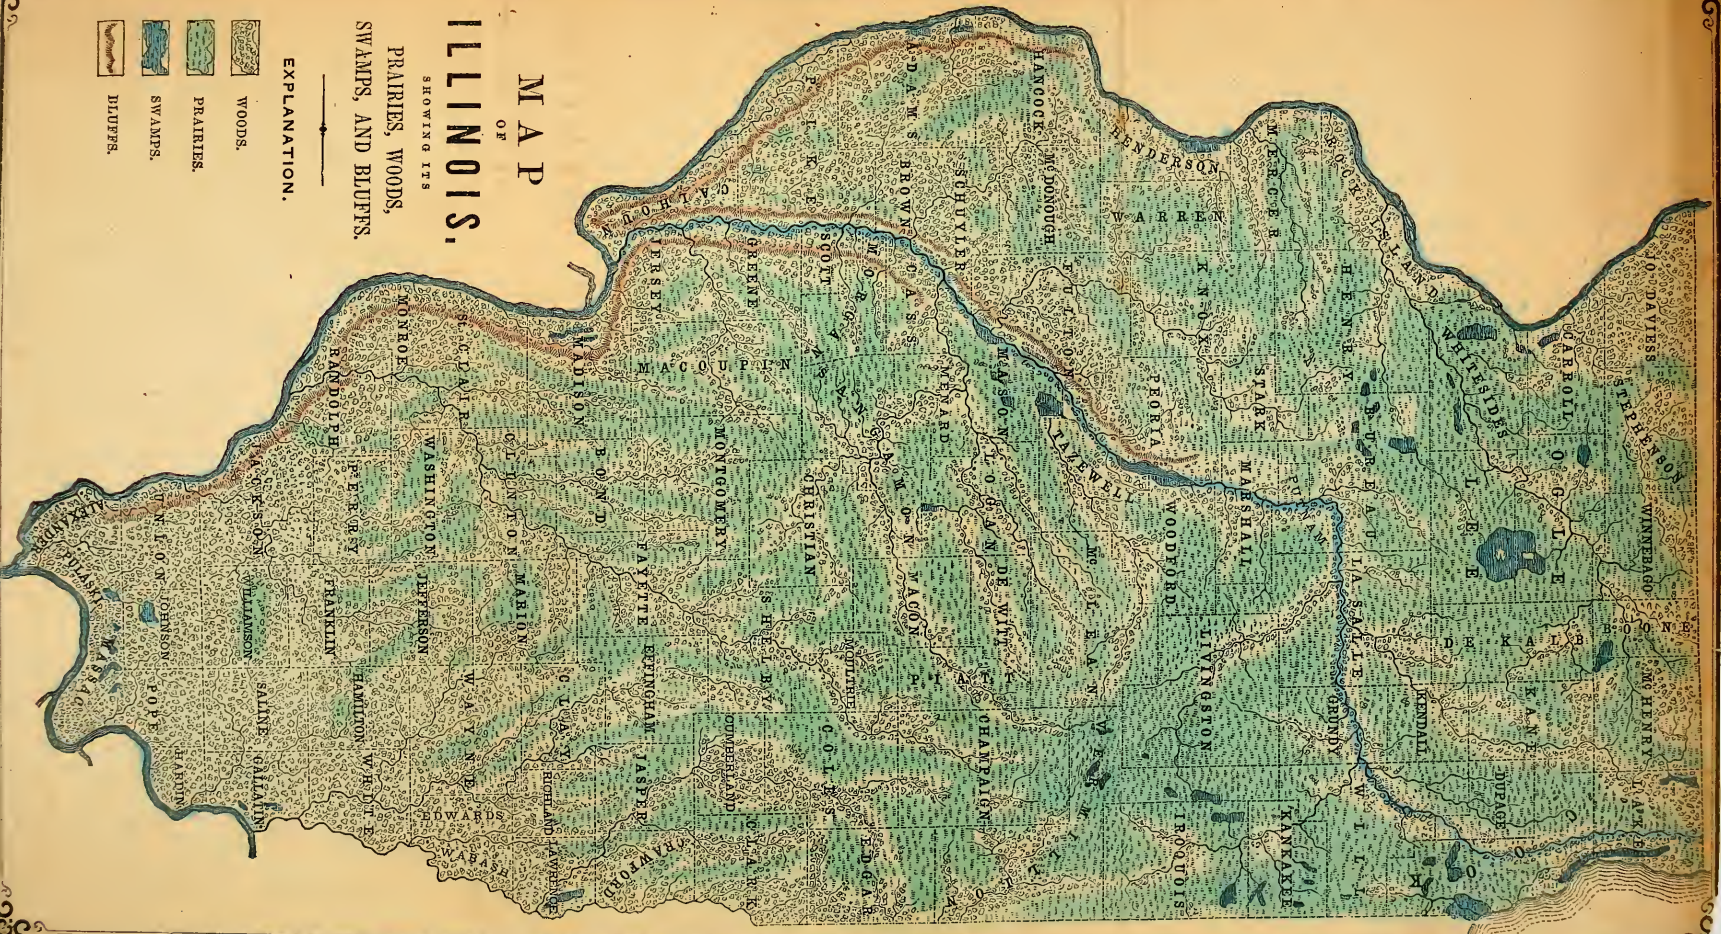 MAP
OF
ILLINOIS,
SHOWING ITS
PRAIRIES, WOODS,
SWAMPS, AND BLUFFS.
EXPLANATION.
WOODS.
PRAIRIES.
SWAMPS.
BLUFFS.
JO DAVIESS
STEPHENSON
WINEBAGO
BOONE
McHENRY
LAKE
CARROLL
OGLE
DE KALB
KANE
DUPAGE
COOK
WHITESIDES
LEE
ROCK ISLAND
HENRY
BUREAU
LA SALLE
KENDALL
GRUNDY
WILL
MERCER
HENDERSON
WARREN
KNOX
STARK
PUTNAM
MARSHALL
PEORIA
WOODFORD
LIVINGSTON
KANKAKEE
IROQUOIS
HANCOCK
McDONOUGH
FULTON
TAZEWELL
McLEAN
VERMILION
ADAMS
BROWN
SCHUYLER
CASS
MASON
MENARD
LOGAN
DE WITT
PIATT
CHAMPAIGN
PIKE
SCOTT
MORGAN
SANGAMON
MACON
MOULTRIE
COLES
EDGAR
CALHOUN
GREENE
JERSEY
MACOUPIN
MONTGOMERY
CHRISTIAN
SHELBY
CUMBERLAND
CLARK
MADISON
BOND
FAYETTE
EFFINGHAM
JASPER
CRAWFORD
St. CLAIR
CLINTON
MARION
CLAY
RICHLAND
LAWRENCE
MONROE
WASHINGTON
JEFFERSON
WAYNE
EDWARDS
WABASH
RANDOLPH
PERRY
FRANKLIN
HAMILTON
WHITE
JACKSON
WILLIAMSON
SALINE
GALLATIN
UNION
JOHNSON
POPE
HARDIN
ALEXANDER
PULASKI
MASSAC